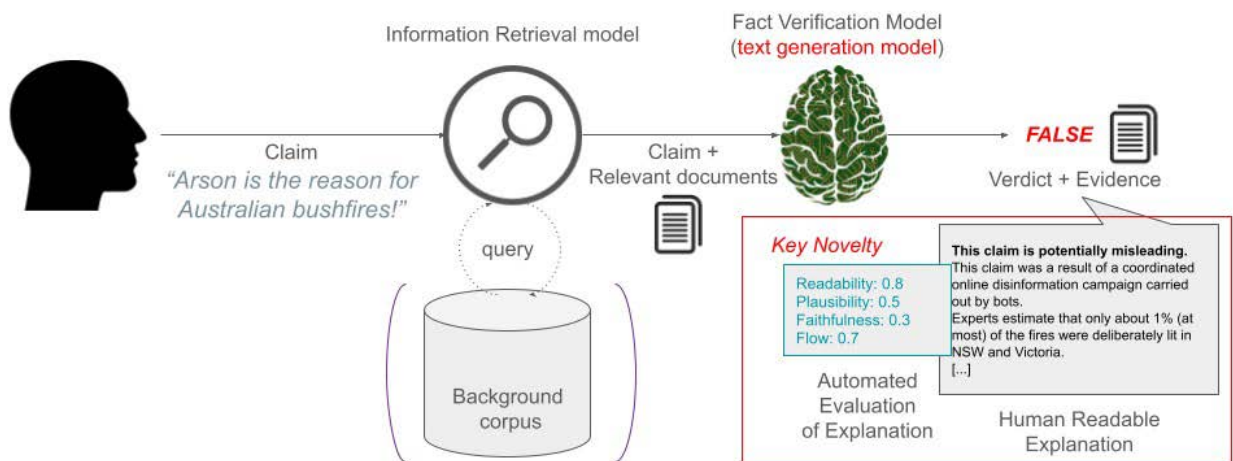 Information Retrieval model
Fact Verification Model
(text generation model)
Claim
“Arson is the reason for
Australian bushfires!”
Claim +
Relevant documents
FALSE
Verdict + Evidence
query
Background
corpus
Key Novelty
Readability: 0.8
Plausibility: 0.5
Faithfulness: 0.3
Flow: 0.7
Automated
Evaluation
of Explanation
This claim is potentially misleading.
This claim was a result of a coordinated
online disinformation campaign carried
out by bots.
Experts estimate that only about 1% (at
most) of the fires were deliberately lit in
NSW and Victoria.
[...]
Human Readable
Explanation